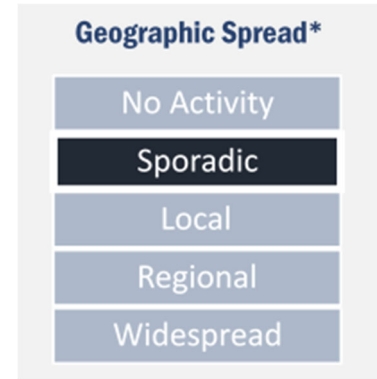 Geographic Spread*
No Activity
Sporadic
Local
Regional
Widespread